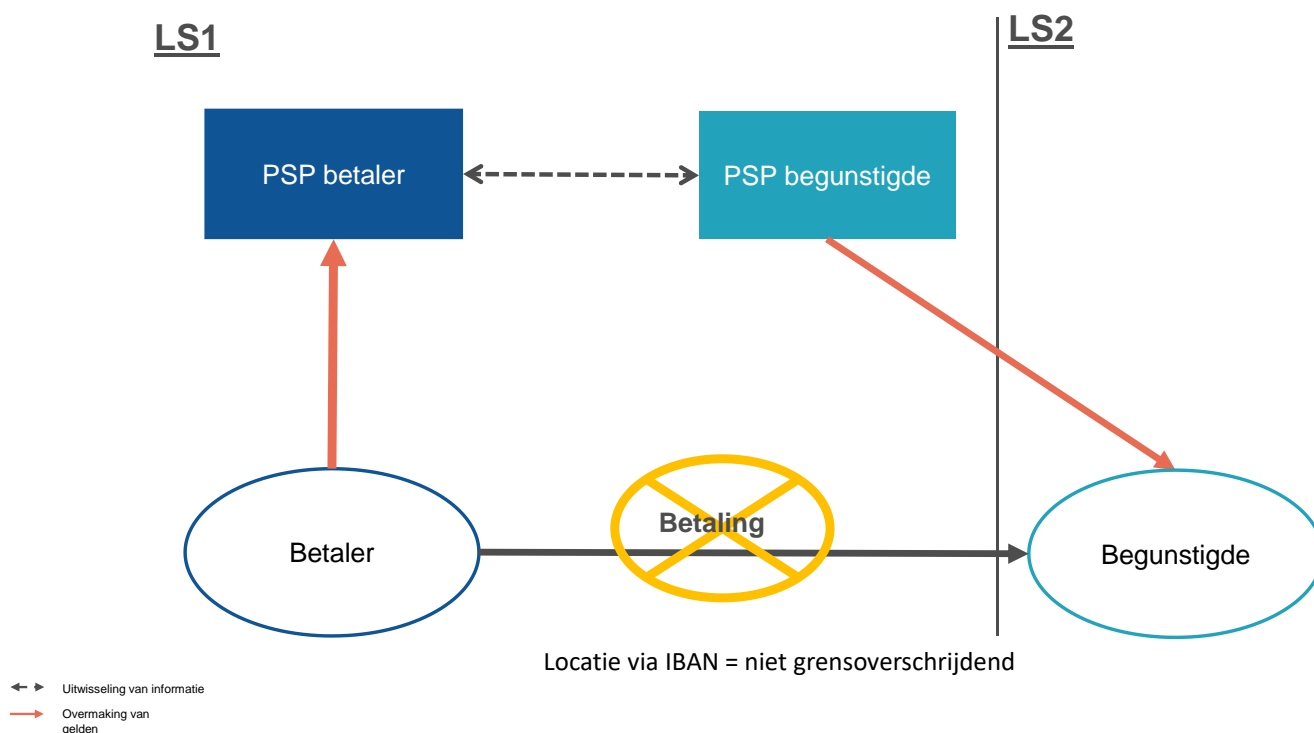 LS1
LS2
PSP betaler
PSP begunstigde
Betaling
Betaler
Begunstigde
Locatie via IBAN = niet grensoverschrijdend
Uitwisseling van informatie
Overmaking van
gelden